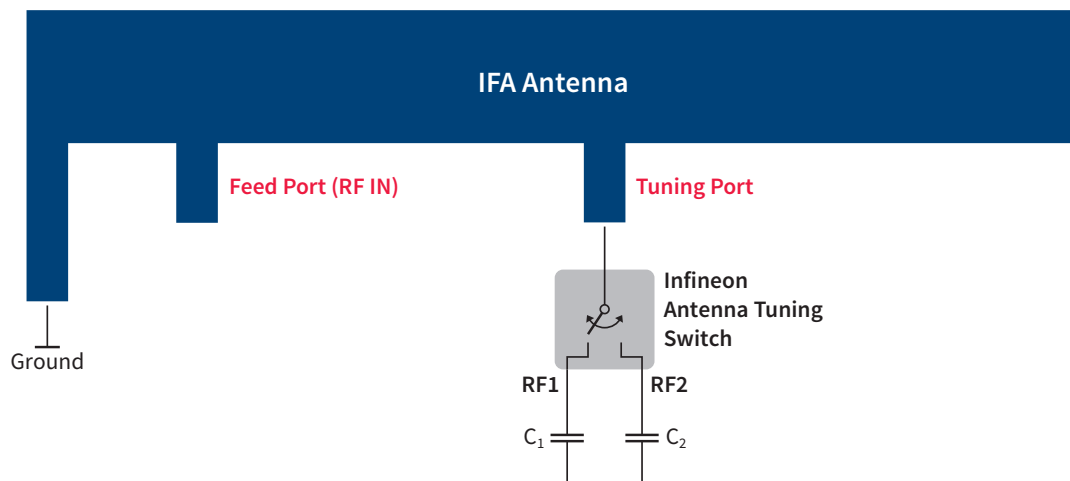 IFA Antenna
Feed Port (RF IN)
Tuning Port
Infineon
Antenna Tuning
Switch
Ground
RF1
RF2
C₁
C₂